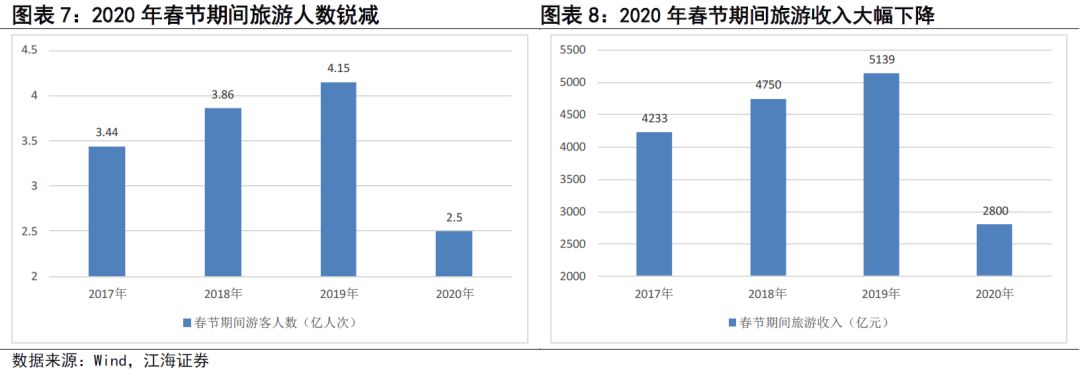 图表 7：2020 年春节期间旅游人数锐减
4.5
4
3.5
3
2.5
2
3.44
3.86
4.15
2.5
2017年
2018年
2019年
2020年
春节期间游客人数（亿人次）
图表 8：2020 年春节期间旅游收入大幅下降
5500
5000
4500
4000
3500
3000
2500
2000
4233
4750
5139
2800
2017年
2018年
2019年
2020年
春节期间旅游收入（亿元）
数据来源：Wind，江海证券